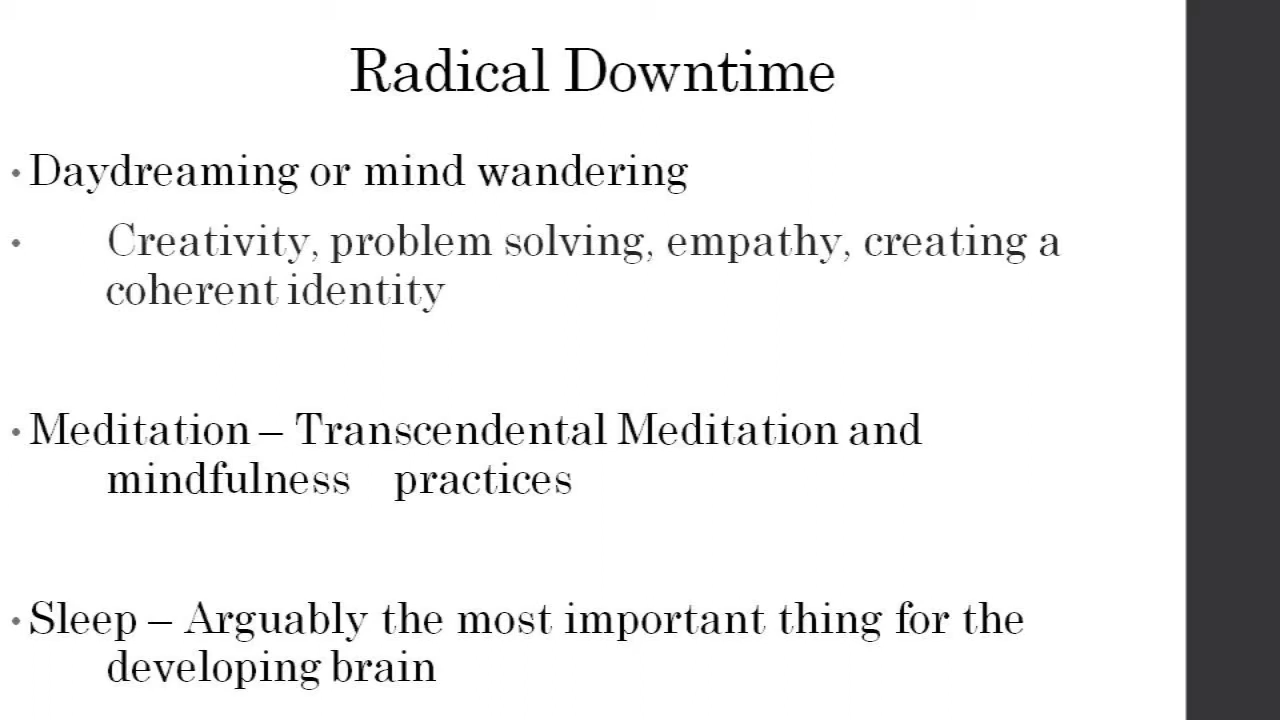 Radical Downtime
• Daydreaming or mind wandering
• Creativity, problem solving, empathy, creating a
coherent identity
• Meditation – Transcendental Meditation and
mindfulness practices
• Sleep – Arguably the most important thing for the
developing brain